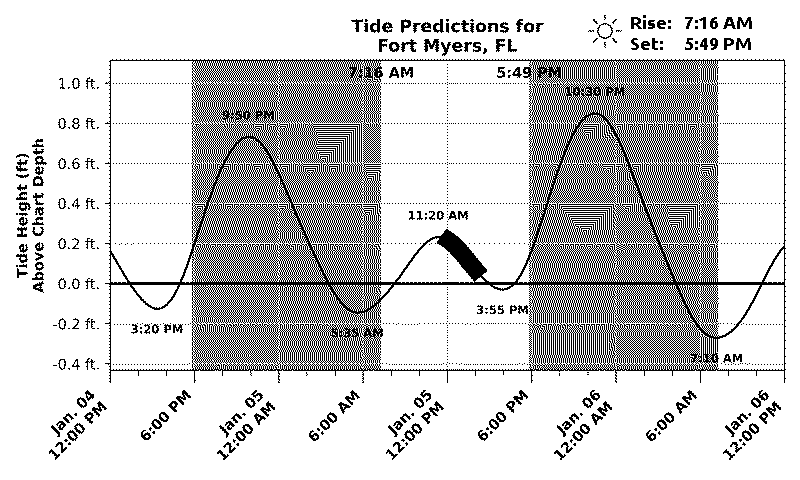 Tide Predictions for
Fort Myers, FL
Rise: 7:16 AM
Set: 5:49 PM
7:16 AM
5:49 PM
Tide Height (ft)
Above Chart Depth
1.0 ft.
0.8 ft.
0.6 ft.
0.4 ft.
0.2 ft.
0.0 ft.
-0.2 ft.
-0.4 ft.
3:20 PM
9:50 PM
5:35 AM
11:20 AM
3:55 PM
10:30 PM
7:10 AM
Jan. 04
12:00 PM
6:00 PM
Jan. 05
12:00 AM
6:00 AM
Jan. 05
12:00 PM
6:00 PM
Jan. 06
12:00 AM
6:00 AM
Jan. 06
12:00 PM